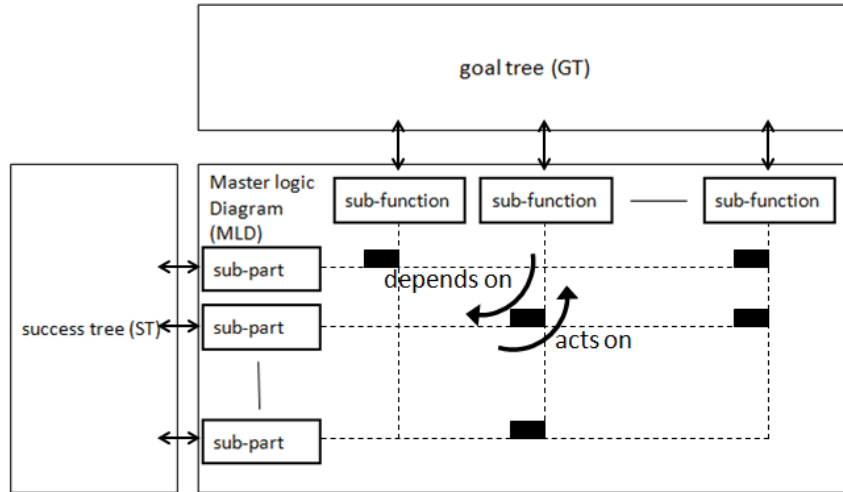 goal tree (GT)
Master logic
Diagram
(MLD)
sub-function
sub-function
sub-function
sub-part
depends on
success tree (ST)
sub-part
acts on
sub-part